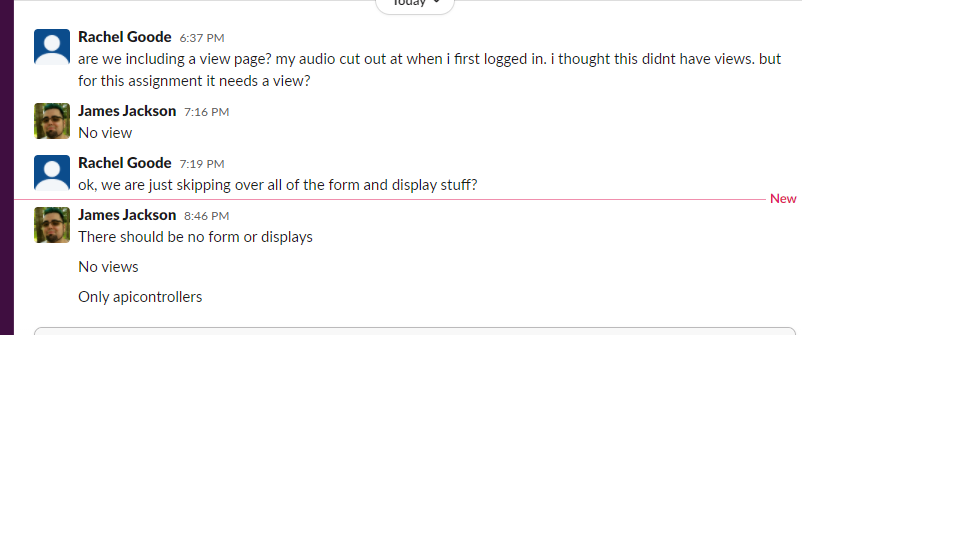 Today
Rachel Goode 6:37 PM
are we including a view page? my audio cut out at when i first logged in. i thought this didnt have views. but
for this assignment it needs a view?
James Jackson 7:16 PM
No view
Rachel Goode 7:19 PM
ok, we are just skipping over all of the form and display stuff?
New
James Jackson 8:46 PM
There should be no form or displays
No views
Only apicontrollers